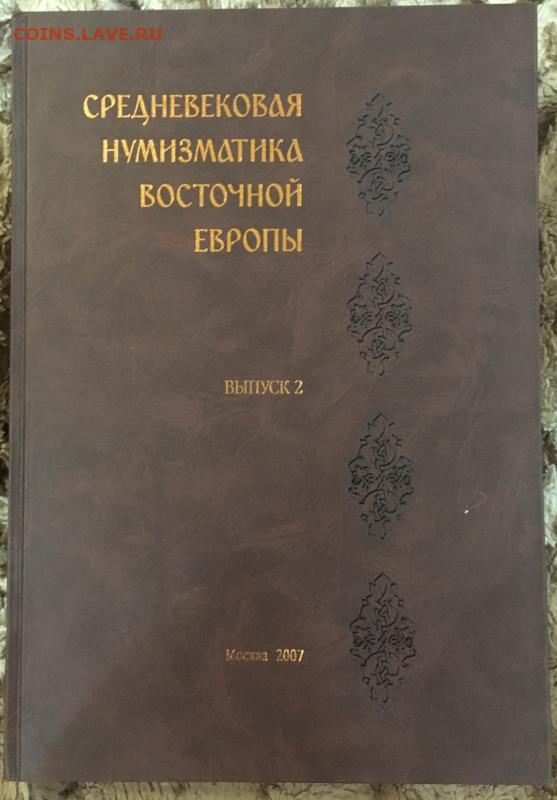 COINS.LAVE.RU
СРЕДНЕВЕКОВАЯ
НУМИЗМАТИКА
ВОСТОЧНОЙ
ЕВРОПЫ
ВЫПУСК 2
Москва 2007